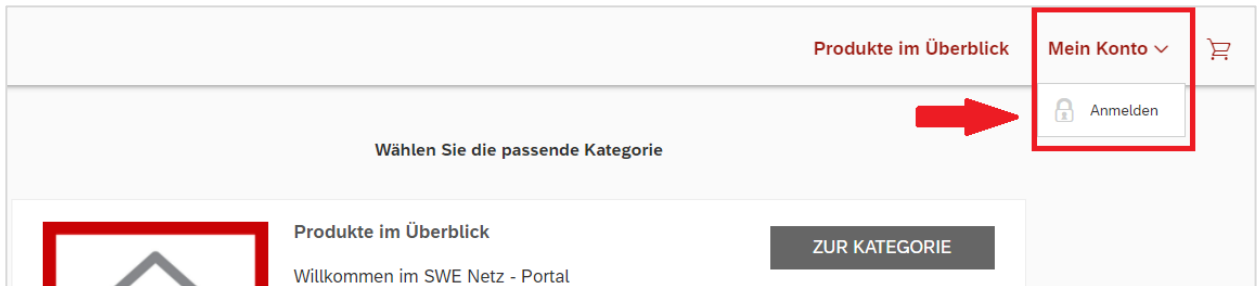 Produkte im Überblick Mein Konto
Anmelden
Wählen Sie die passende Kategorie
Produkte im Überblick
ZUR KATEGORIE
Willkommen im SWE Netz - Portal